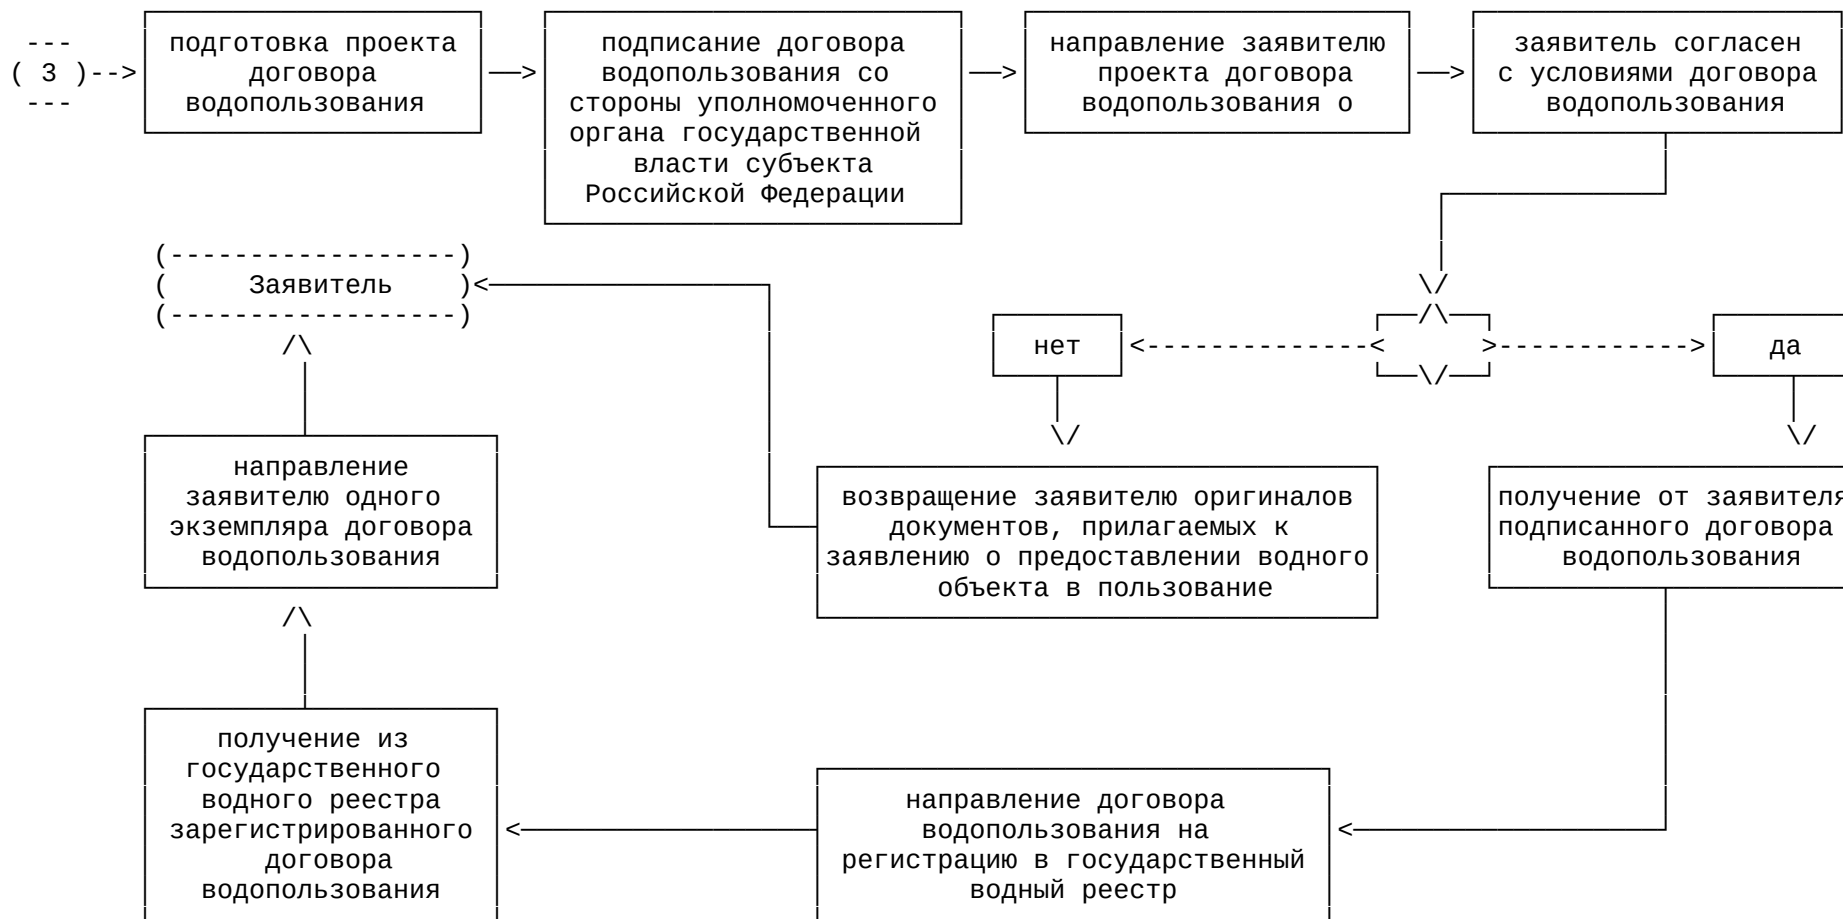 ( 3 )
подготовка проекта
договора
водопользования
подписание договора
водопользования со
стороны уполномоченного
органа государственной
власти субъекта
Российской Федерации
направление заявителю
проекта договора
водопользования о
заявитель согласен
с условиями договора
водопользования
Заявитель
нет
да
направление
заявителю одного
экземпляра договора
водопользования
возвращение заявителю оригиналов
документов, прилагаемых к
заявлению о предоставлении водного
объекта в пользование
получение от заявителя
подписанного договора
водопользования
получение из
государственного
водного реестра
зарегистрированного
договора
водопользования
направление договора
водопользования на
регистрацию в государственный
водный реестр